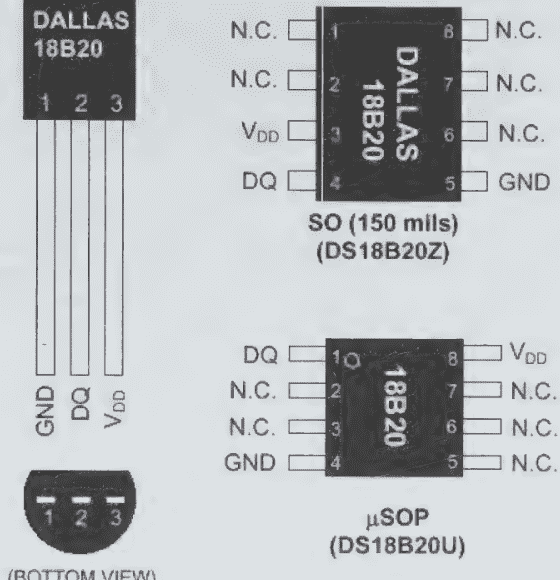 DALLAS
18B20
1 2 3
GND
DQ
VDD
1 2 3
(BOTTOM VIEW)
N.C. 1 8 N.C.
N.C. 2 7 N.C.
VDD 3 6 N.C.
DQ 4 5 GND
DALLAS
18B20
SO (150 mils)
(DS18B20Z)
DQ 1 8 VDD
N.C. 2 7 N.C.
N.C. 3 6 N.C.
GND 4 5 N.C.
18B20
µSOP
(DS18B20U)